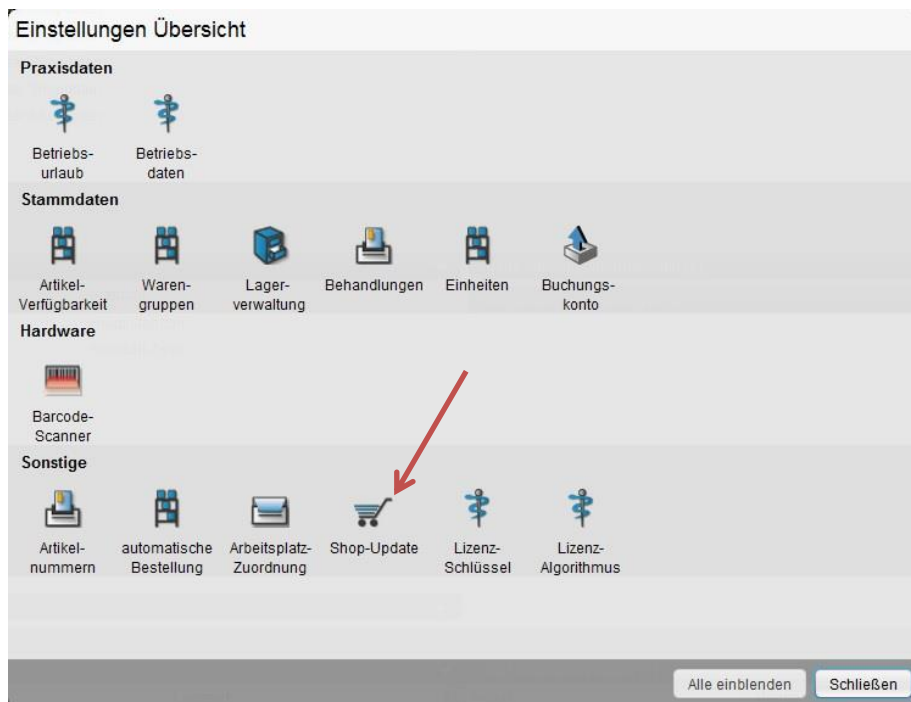 Einstellungen Übersicht
Praxisdaten
Betriebs-
urlaub
Betriebs-
daten
Stammdaten
Artikel-
Verfügbarkeit
Waren-
gruppen
Lager-
verwaltung
Behandlungen
Einheiten
Buchungs-
konto
Hardware
Barcode-
Scanner
Sonstige
Artikel-
nummern
automatische
Bestellung
Arbeitsplatz-
Zuordnung
Shop-Update
Lizenz-
Schlüssel
Lizenz-
Algorithmus
Alle einblenden
Schließen